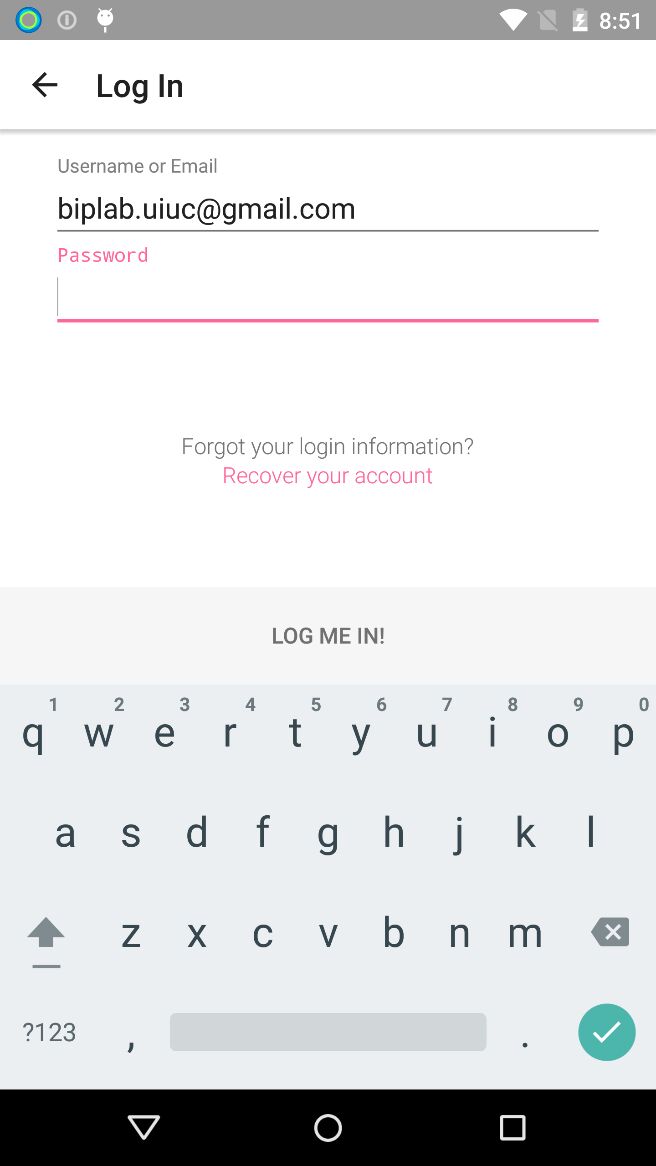 8:51
Log In
Username or Email
biplab.uiuc@gmail.com
Password
Forgot your login information?
Recover your account
LOG ME IN!
1 2 3 4 5 6 7 8 9 0
q w e r t y u i o p
a s d f g h j k l
z x c v b n m
?123 , .